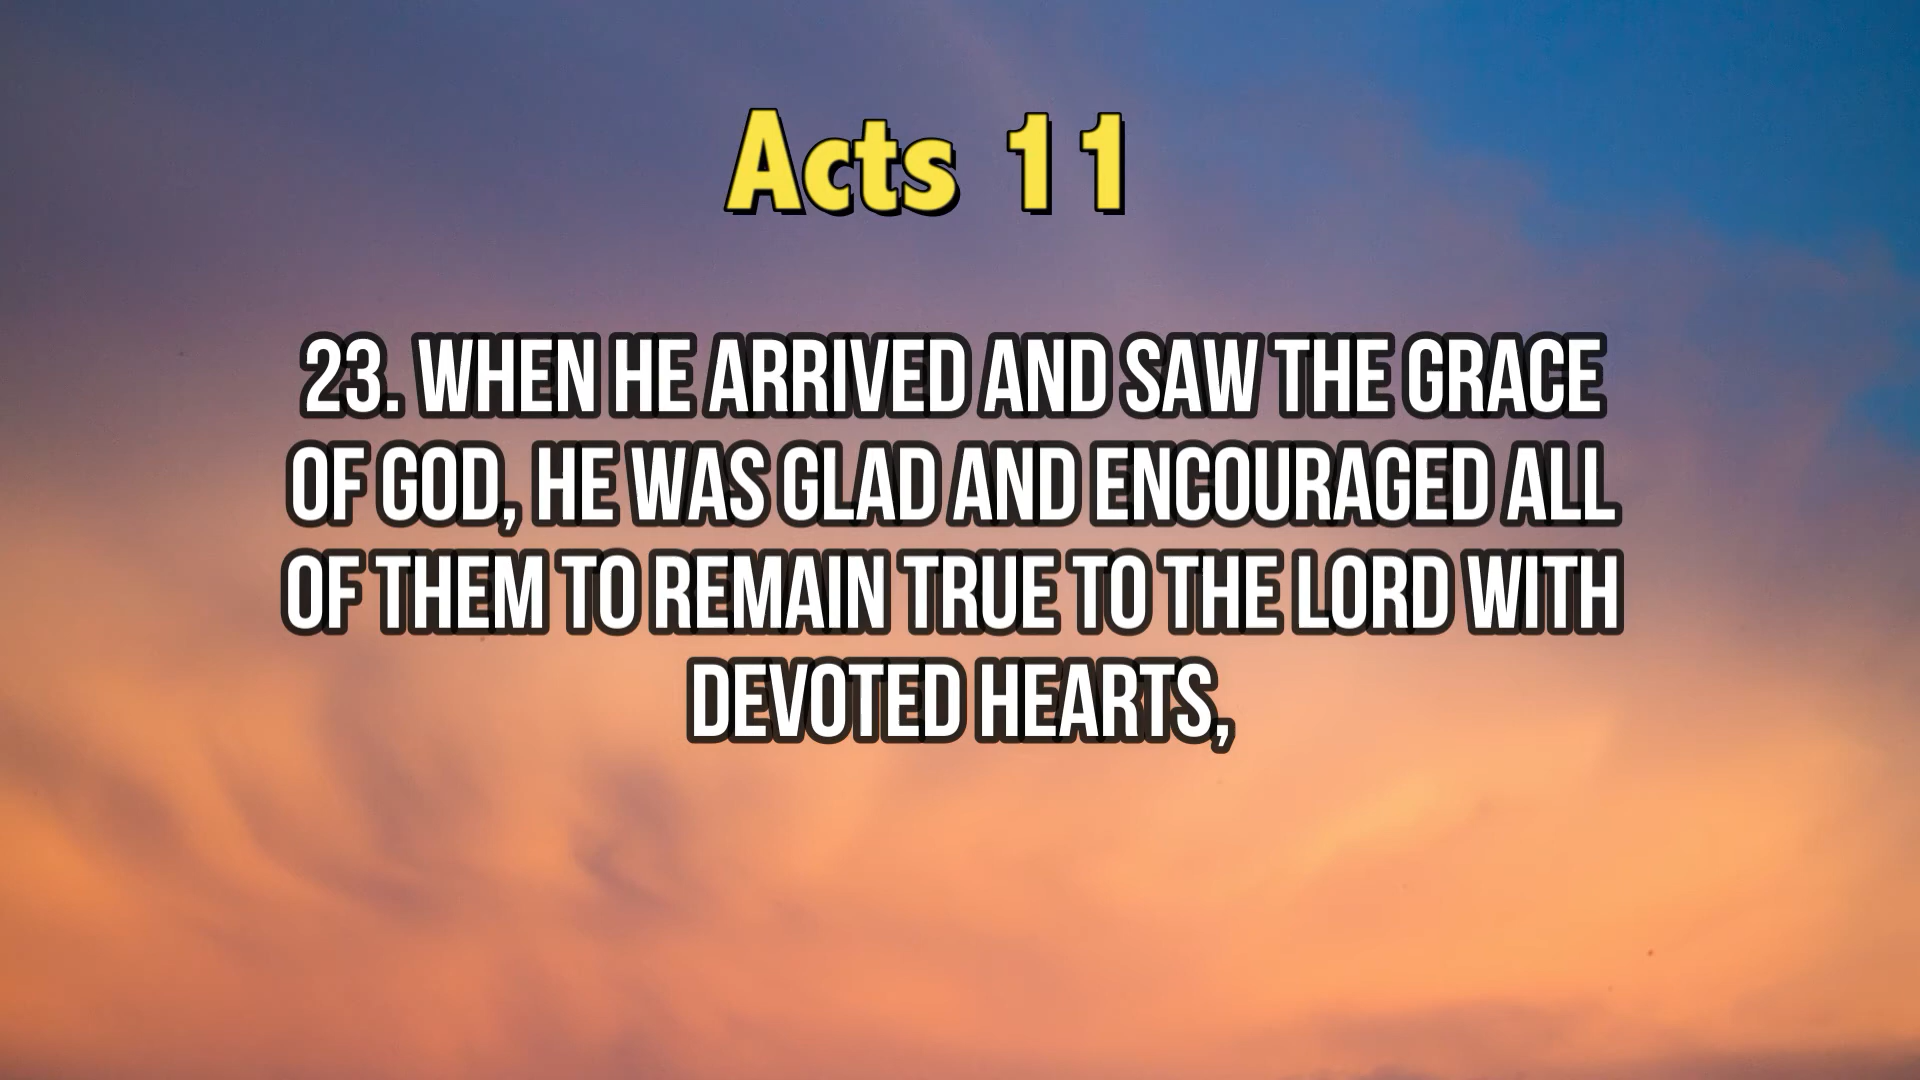 Acts 11
23. WHEN HE ARRIVED AND SAW THE GRACE
OF GOD, HE WAS GLAD AND ENCOURAGED ALL
OF THEM TO REMAIN TRUE TO THE LORD WITH
DEVOTED HEARTS,